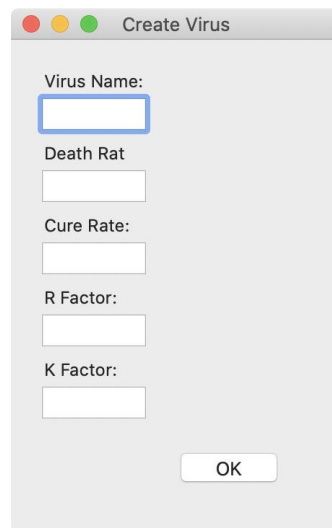 Create Virus
Virus Name:
Death Rat
Cure Rate:
R Factor:
K Factor:
OK